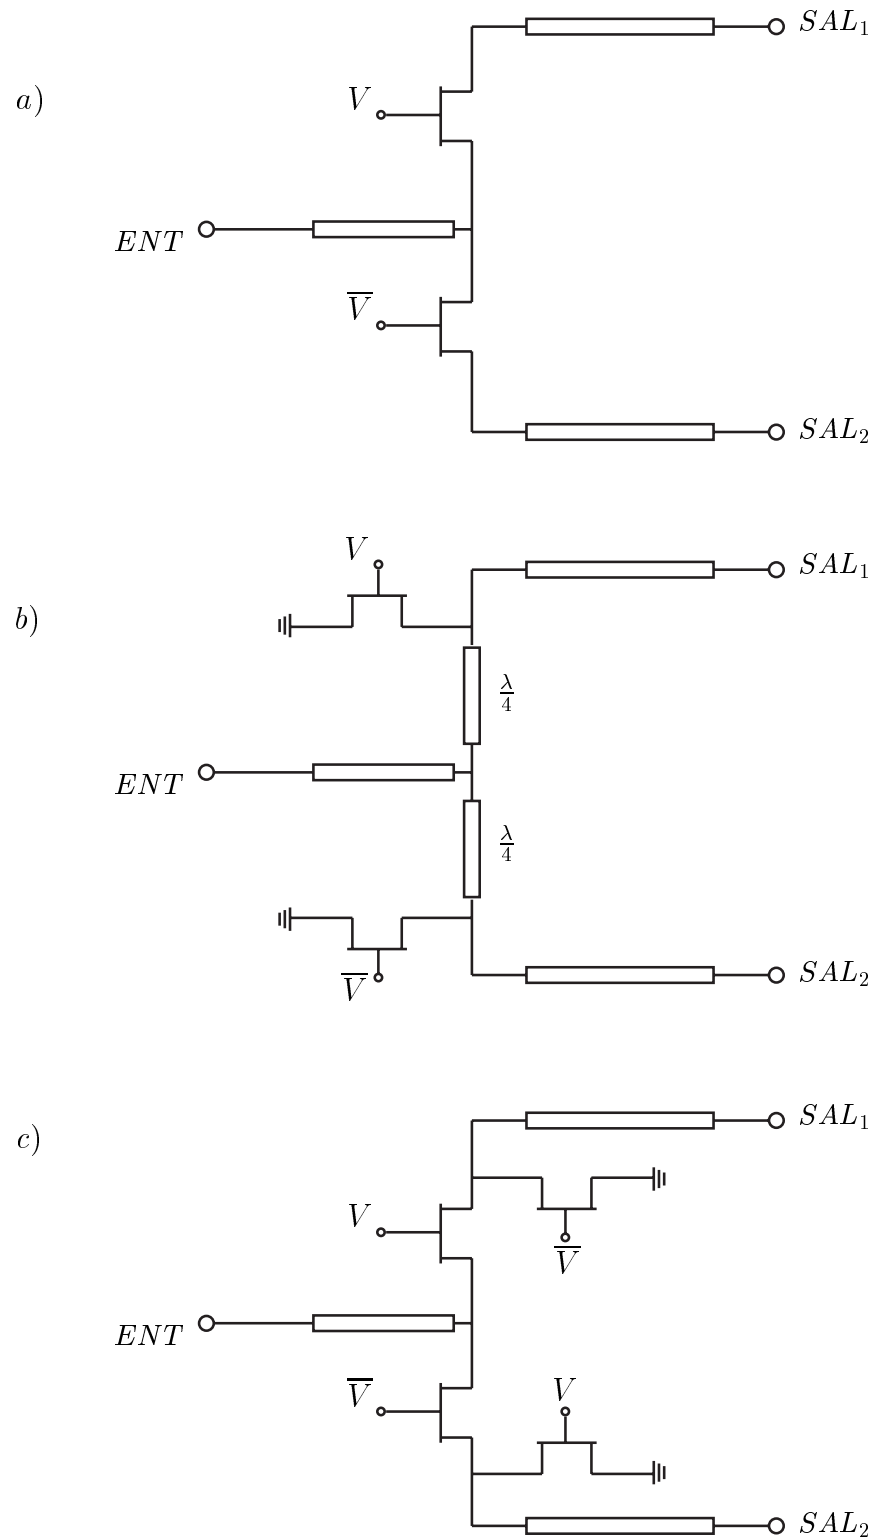 SAL₁
a)
V
ENT
V̅
SAL₂
V
SAL₁
b)
λ/4
ENT
λ/4
V̅
SAL₂
c)
SAL₁
V
V̅
ENT
V̅
V
SAL₂